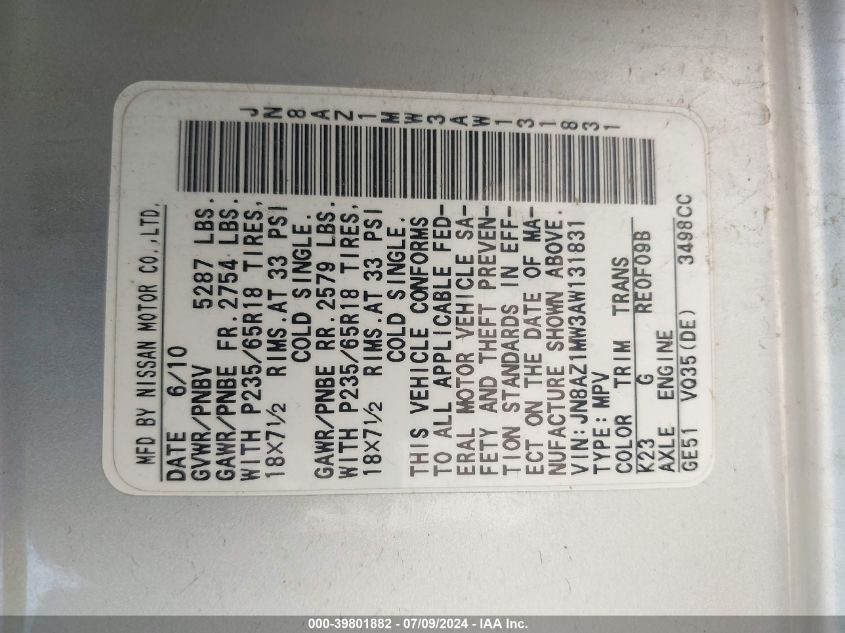 JN8AZ1MW3AW131831
MFD BY NISSAN MOTOR CO.,LTD.
DATE 6/10
GVWR/PNBV 5287 LBS.
GAWR/PNBE FR. 2754 LBS.
WITH P235/65R18 TIRES,
18X7½ RIMS.AT 33 PSI
COLD SINGLE.
GAWR/PNBE RR. 2579 LBS.
WITH P235/65R18 TIRES,
18X7½ RIMS.AT 33 PSI
COLD SINGLE.
THIS VEHICLE CONFORMS
TO ALL APPLICABLE FED-
ERAL MOTOR VEHICLE SA-
FETY AND THEFT PREVEN-
TION STANDARDS IN EFF-
ECT ON THE DATE OF MA-
NUFACTURE SHOWN ABOVE.
VIN:JN8AZ1MW3AW131831
TYPE:MPV
COLOR TRIM TRANS
K23 G RE0F09B
AXLE ENGINE
GE51 VQ35(DE) 3498CC
000-39801882 - 07/09/2024 - IAA Inc.